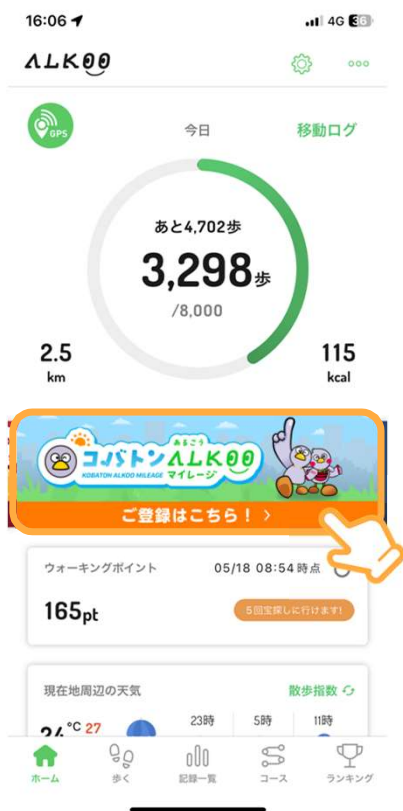 16:06 4G 36
ALKOO
GPS
今日
移動ログ
あと4,702歩
3,298歩
/8,000
2.5
km
115
kcal
コバトン ALKOO あるこう
KOBATON ALKOO MILEAGE マイレージ
ご登録はこちら！ >
ウォーキングポイント 05/18 08:54 時点
165pt
5回宝探しに行けます!
現在地周辺の天気 散歩指数
°C 27
23時 5時 11時
ホーム 歩く 記録一覧 コース ランキング